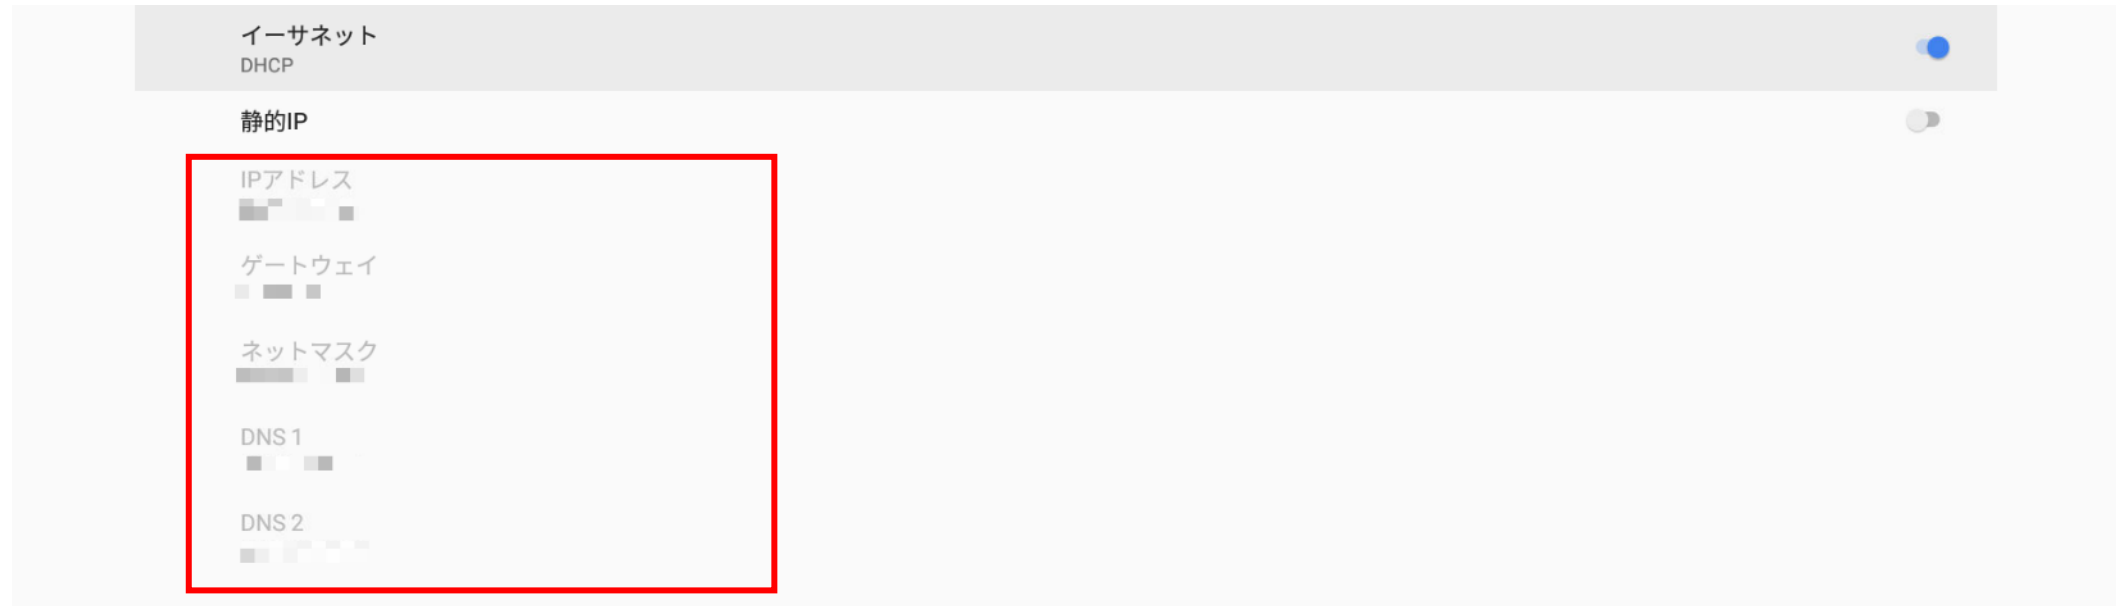 イーサネット
DHCP
静的IP
IPアドレス
ゲートウェイ
ネットマスク
DNS 1
DNS 2